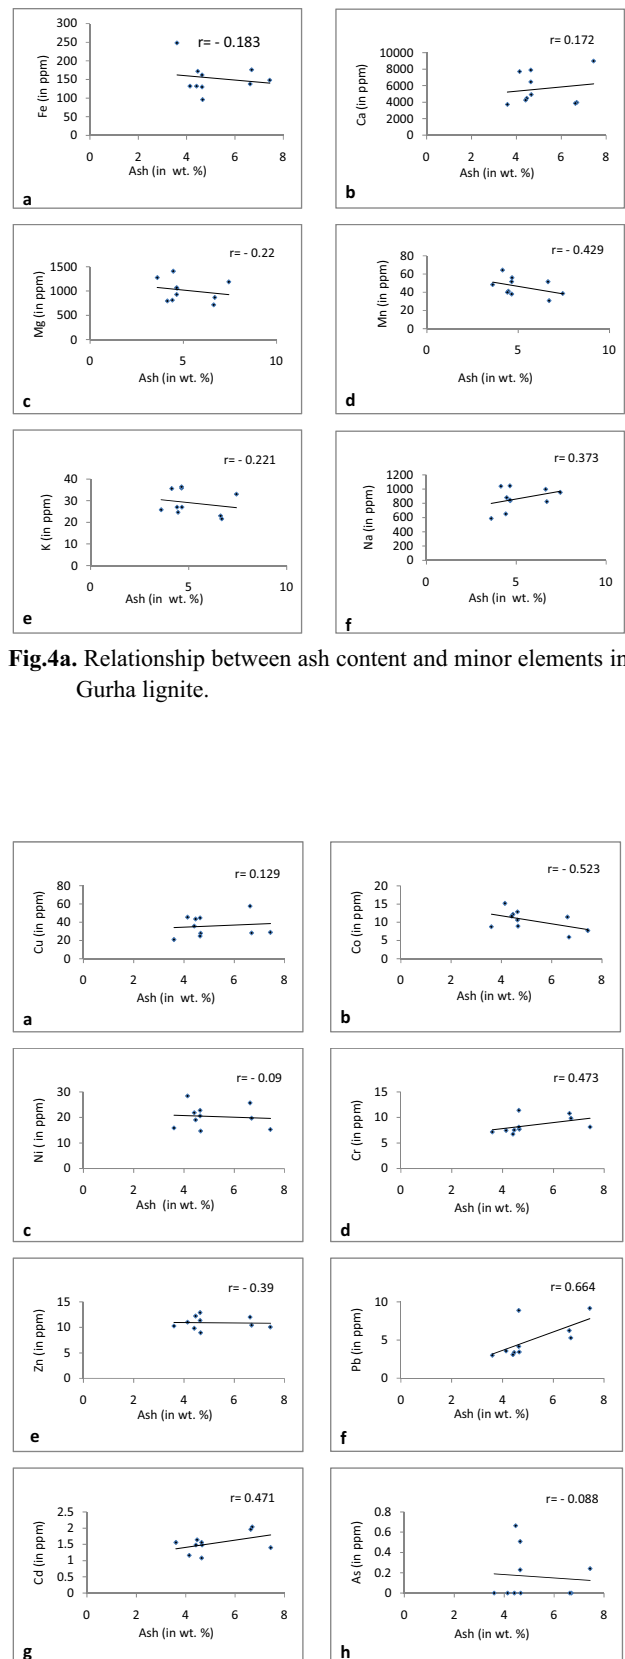 r= - 0.183
300
250
200
150
100
50
0
Fe (in ppm)
0 2 4 6 8
Ash (in wt. %)
a
r= 0.172
10000
8000
6000
4000
2000
0
Ca (in ppm)
0 2 4 6 8
Ash (in wt. %)
b
r= - 0.22
1500
1000
500
0
Mg (in ppm)
0 5 10
Ash (in wt. %)
c
r= - 0.429
80
60
40
20
0
Mn (in ppm)
0 5 10
Ash (in wt. %)
d
r= - 0.221
40
30
20
10
0
K (in ppm)
0 5 10
Ash (in wt. %)
e
r= 0.373
1200
1000
800
600
400
200
0
Na (in ppm)
0 5 10
Ash (in wt. %)
f
Fig.4a. Relationship between ash content and minor elements in
Gurha lignite.
r= 0.129
80
60
40
20
0
Cu (in ppm)
0 2 4 6 8
Ash (in wt. %)
a
r= - 0.523
20
15
10
5
0
Co (in ppm)
0 2 4 6 8
Ash (in wt. %)
b
r= - 0.09
30
20
10
0
Ni ( in ppm)
0 2 4 6 8
Ash (in wt. %)
c
r= 0.473
15
10
5
0
Cr (in ppm)
0 2 4 6 8
Ash (in wt. %)
d
r= - 0.39
15
10
5
0
Zn (in ppm)
0 2 4 6 8
Ash (in wt. %)
e
r= 0.664
10
5
0
Pb (in ppm)
0 2 4 6 8
Ash (in wt. %)
f
r= 0.471
2.5
2
1.5
1
0.5
0
Cd (in ppm)
0 2 4 6 8
Ash (in wt. %)
g
r= - 0.088
0.8
0.6
0.4
0.2
0
As (in ppm)
0 2 4 6 8
Ash (in wt. %)
h